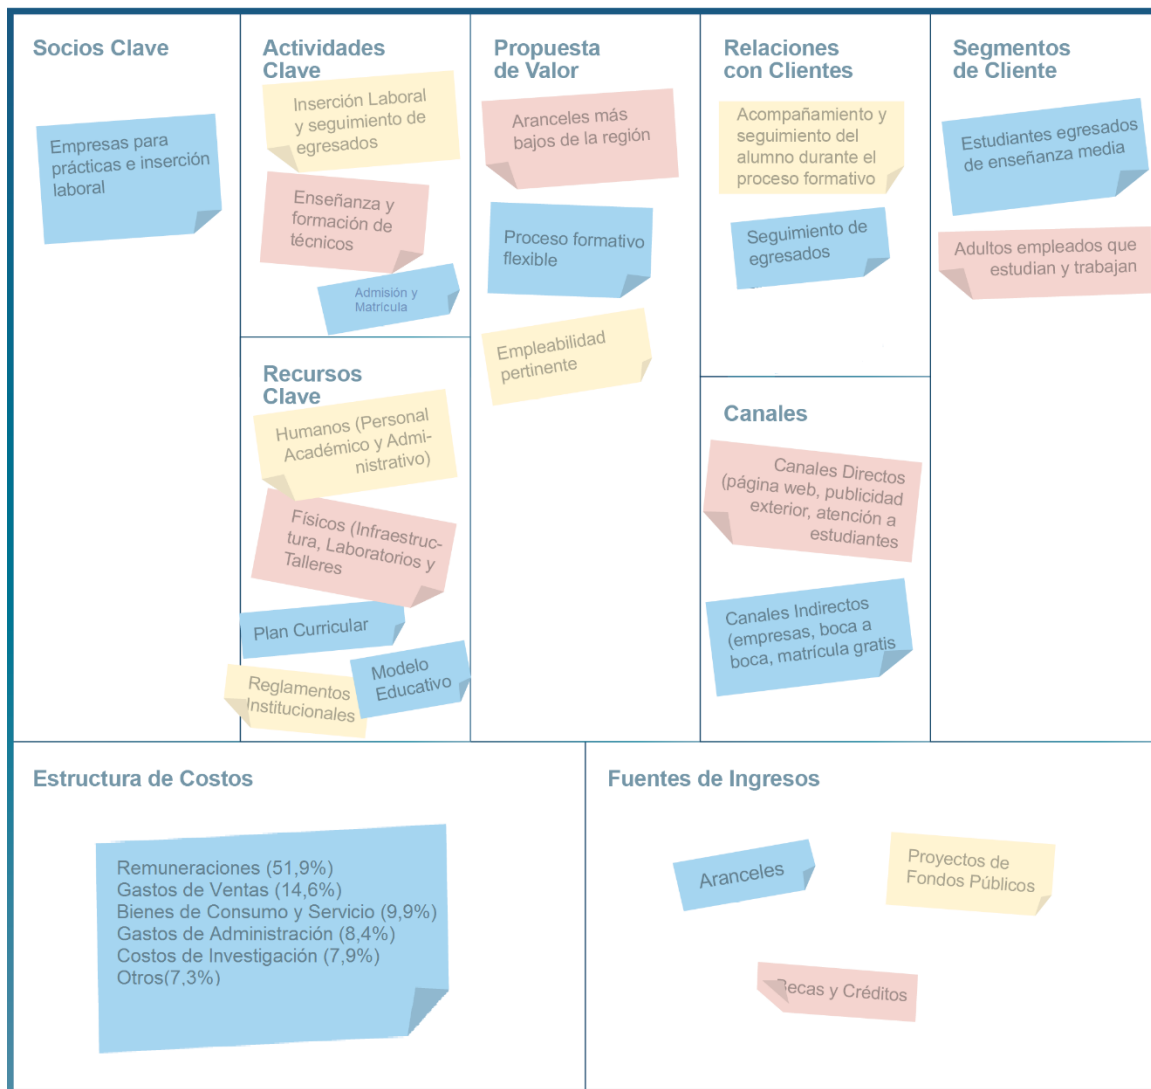 Socios Clave
Empresas para
prácticas e inserción
laboral
Actividades
Clave
Inserción Laboral
y seguimiento de
egresados
Enseñanza y
formación de
técnicos
Admisión y
Matrícula
Recursos
Clave
Humanos (Personal
Académico y Admi-
nistrativo)
Físicos (Infraestruc-
tura, Laboratorios y
Talleres
Plan Curricular
Modelo
Educativo
Reglamentos
Institucionales
Propuesta
de Valor
Aranceles más
bajos de la región
Proceso formativo
flexible
Empleabilidad
pertinente
Relaciones
con Clientes
Acompañamiento y
seguimiento del
alumno durante el
proceso formativo
Seguimiento de
egresados
Canales
Canales Directos
(página web, publicidad
exterior, atención a
estudiantes
Canales Indirectos
(empresas, boca a
boca, matrícula gratis
Segmentos
de Cliente
Estudiantes egresados
de enseñanza media
Adultos empleados que
estudian y trabajan
Estructura de Costos
Remuneraciones (51,9%)
Gastos de Ventas (14,6%)
Bienes de Consumo y Servicio (9,9%)
Gastos de Administración (8,4%)
Costos de Investigación (7,9%)
Otros(7,3%)
Fuentes de Ingresos
Aranceles
Proyectos de
Fondos Públicos
Becas y Créditos